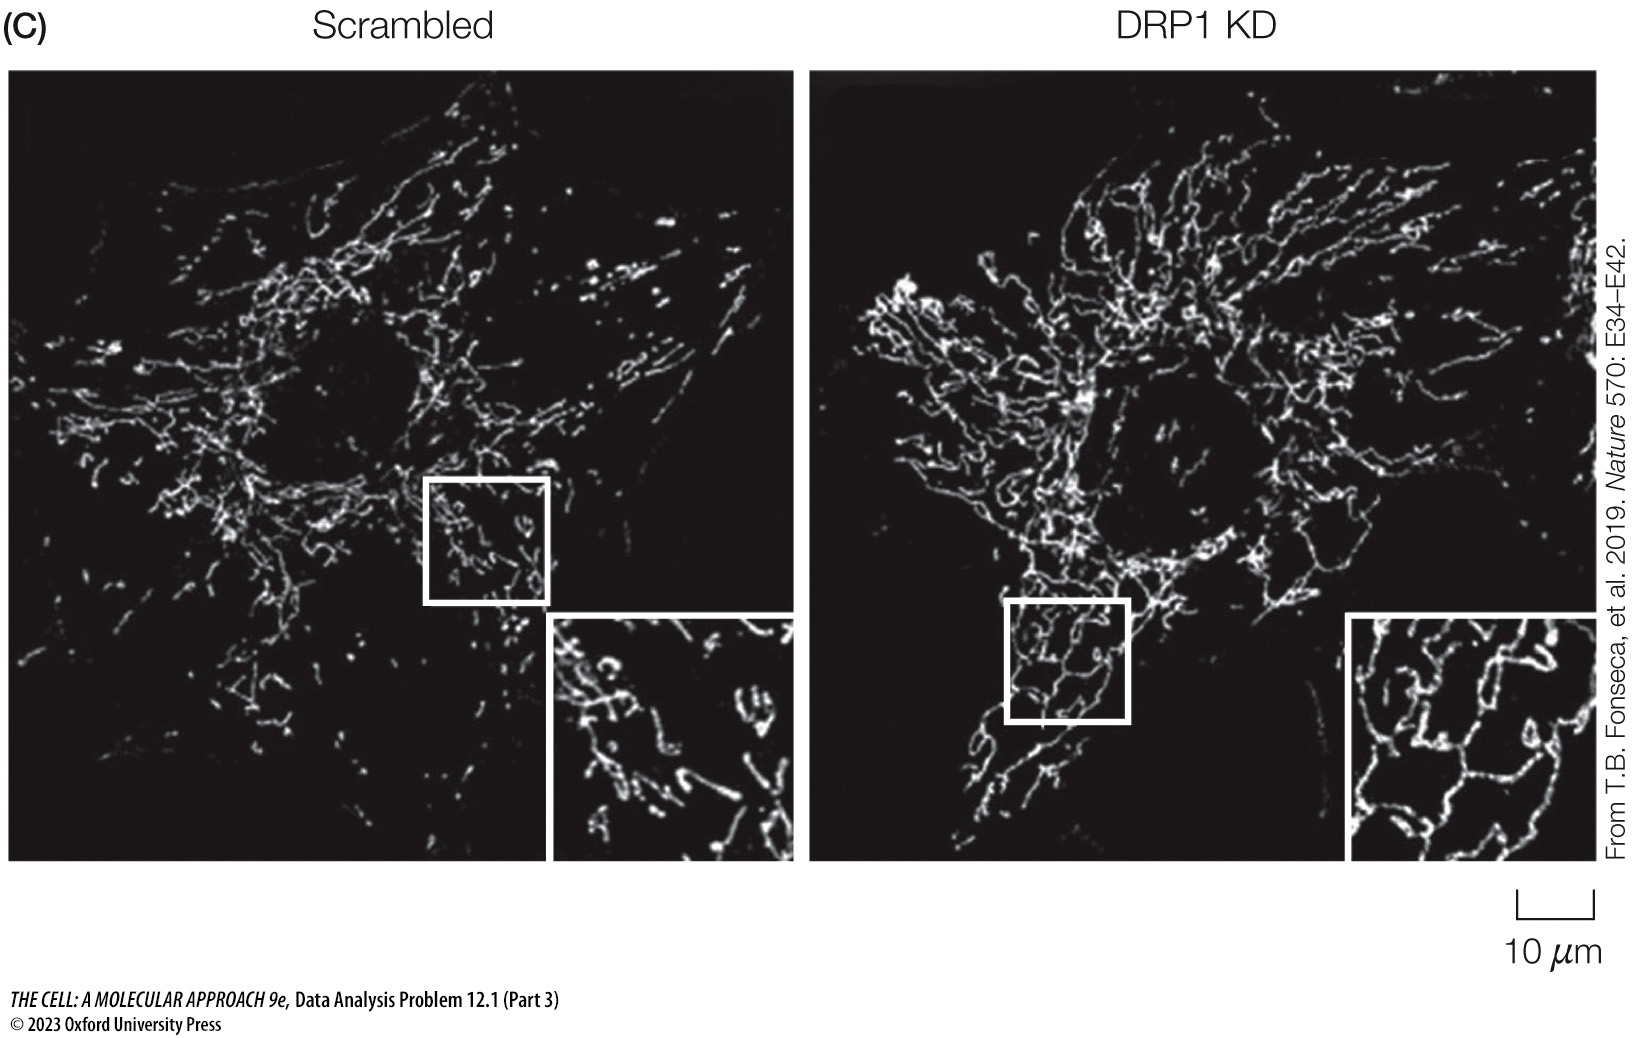 (C)
Scrambled
DRP1 KD
From T.B. Fonseca, et al. 2019. Nature 570: E34–E42.
10 μm
THE CELL: A MOLECULAR APPROACH 9e, Data Analysis Problem 12.1 (Part 3)
© 2023 Oxford University Press